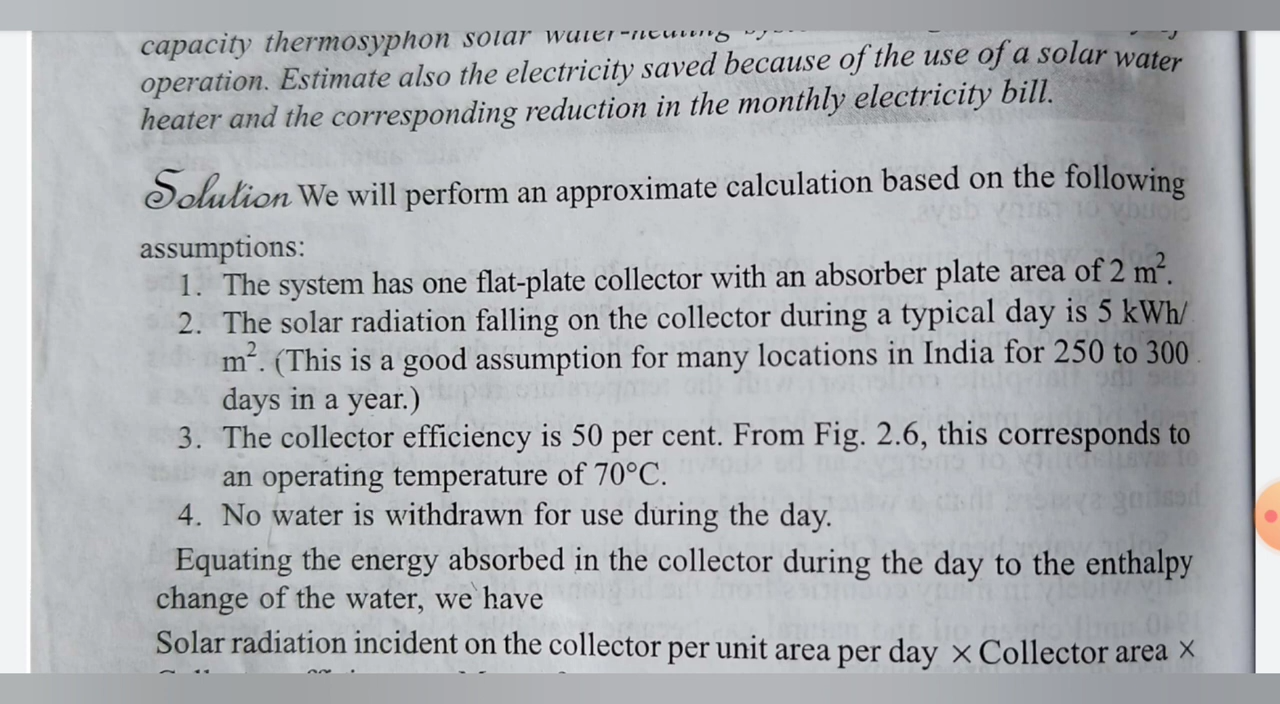 capacity thermosyphon solar water-heating
operation. Estimate also the electricity saved because of the use of a solar water
heater and the corresponding reduction in the monthly electricity bill.
Solution We will perform an approximate calculation based on the following
assumptions:
1. The system has one flat-plate collector with an absorber plate area of 2 m².
2. The solar radiation falling on the collector during a typical day is 5 kWh/
m². (This is a good assumption for many locations in India for 250 to 300
days in a year.)
3. The collector efficiency is 50 per cent. From Fig. 2.6, this corresponds to
an operating temperature of 70°C.
4. No water is withdrawn for use during the day.
Equating the energy absorbed in the collector during the day to the enthalpy
change of the water, we have
Solar radiation incident on the collector per unit area per day × Collector area ×